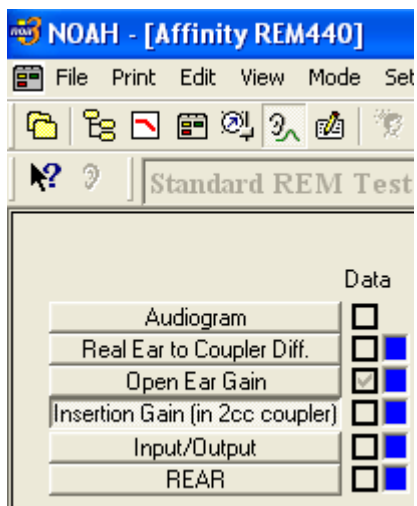 NOAH - [Affinity REM440]
File Print Edit View Mode Set
Standard REM Test
Data
Audiogram
Real Ear to Coupler Diff.
Open Ear Gain
Insertion Gain (in 2cc coupler)
Input/Output
REAR